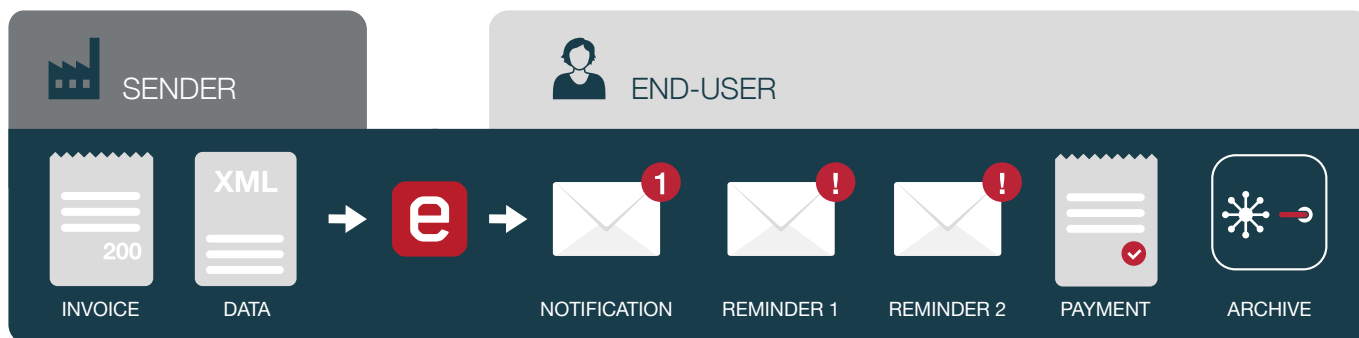 SENDER
END-USER
XML
200
e
1
!
!
INVOICE
DATA
NOTIFICATION
REMINDER 1
REMINDER 2
PAYMENT
ARCHIVE